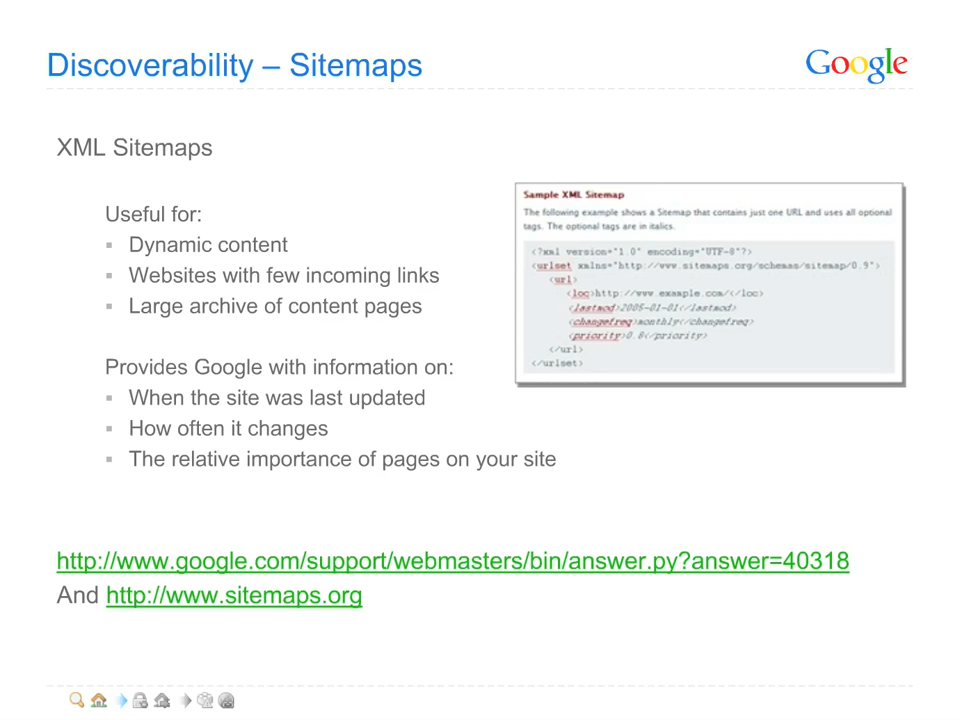 Discoverability – Sitemaps
Google
XML Sitemaps
Useful for:
▪ Dynamic content
▪ Websites with few incoming links
▪ Large archive of content pages
Provides Google with information on:
▪ When the site was last updated
▪ How often it changes
▪ The relative importance of pages on your site
Sample XML Sitemap
The following example shows a Sitemap that contains just one URL and uses all optional
tags. The optional tags are in italics.
<?xml version="1.0" encoding="UTF-8"?>
<urlset xmlns="http://www.sitemaps.org/schemas/sitemap/0.9">
<url>
<loc>http://www.example.com/</loc>
<lastmod>2005-01-01</lastmod>
<changefreq>monthly</changefreq>
<priority>0.8</priority>
</url>
</urlset>
http://www.google.com/support/webmasters/bin/answer.py?answer=40318
And http://www.sitemaps.org